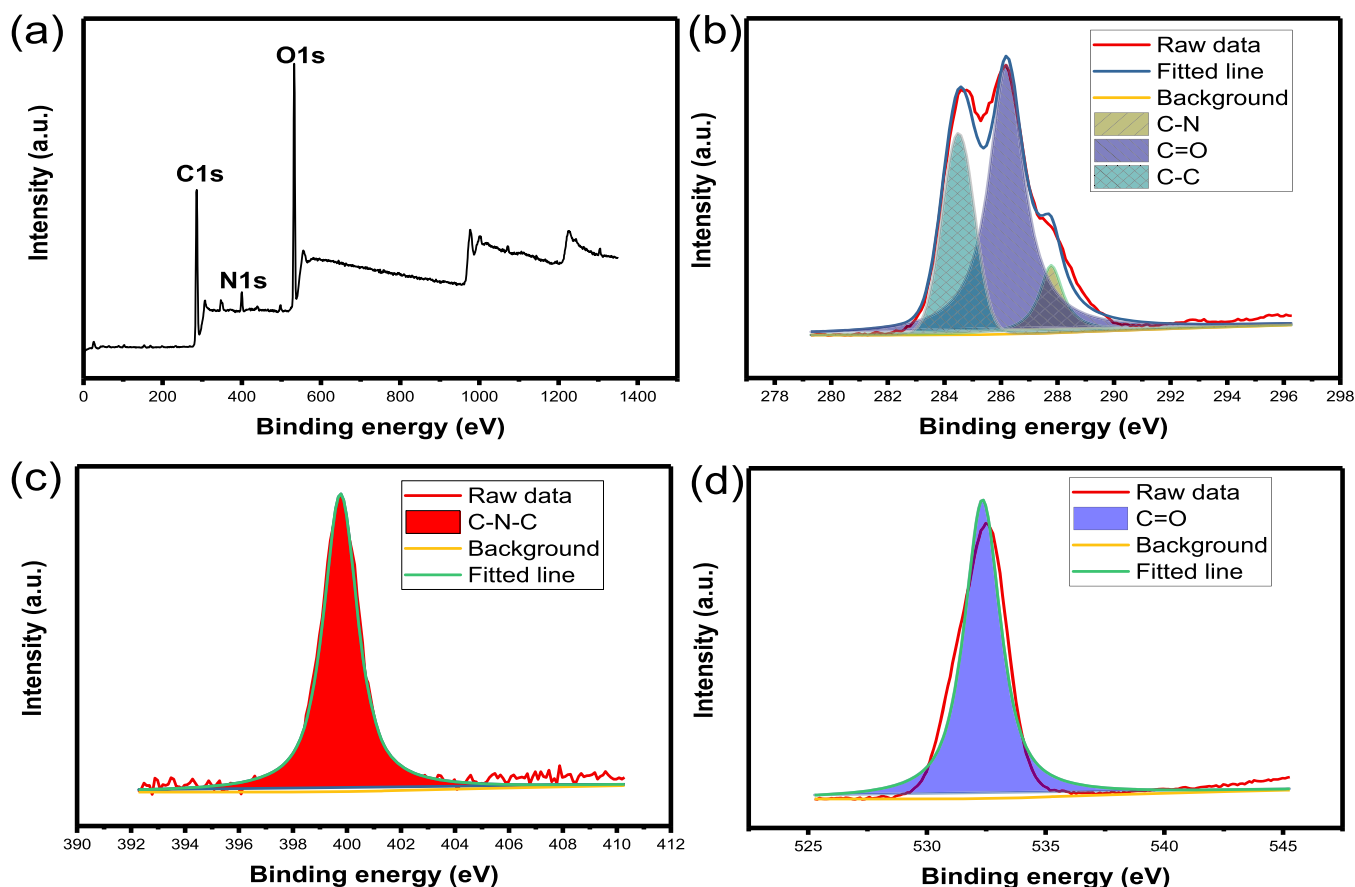 (a)
O1s
C1s
N1s
Intensity (a.u.)
0 200 400 600 800 1000 1200 1400
Binding energy (eV)
(b)
Raw data
Fitted line
Background
C-N
C=O
C-C
Intensity (a.u.)
278 280 282 284 286 288 290 292 294 296 298
Binding energy (eV)
(c)
Raw data
C-N-C
Background
Fitted line
Intensity (a.u.)
390 392 394 396 398 400 402 404 406 408 410 412
Binding energy (eV)
(d)
Raw data
C=O
Background
Fitted line
Intensity (a.u.)
525 530 535 540 545
Binding energy (eV)